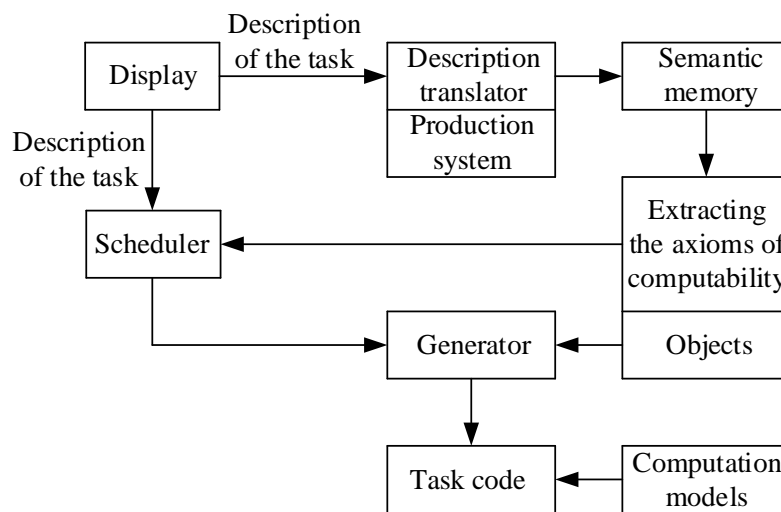 Description
of the task
Display
Description
translator
Semantic
memory
Production
system
Description
of the task
Scheduler
Extracting
the axioms of
computability
Generator
Objects
Task code
Computation
models